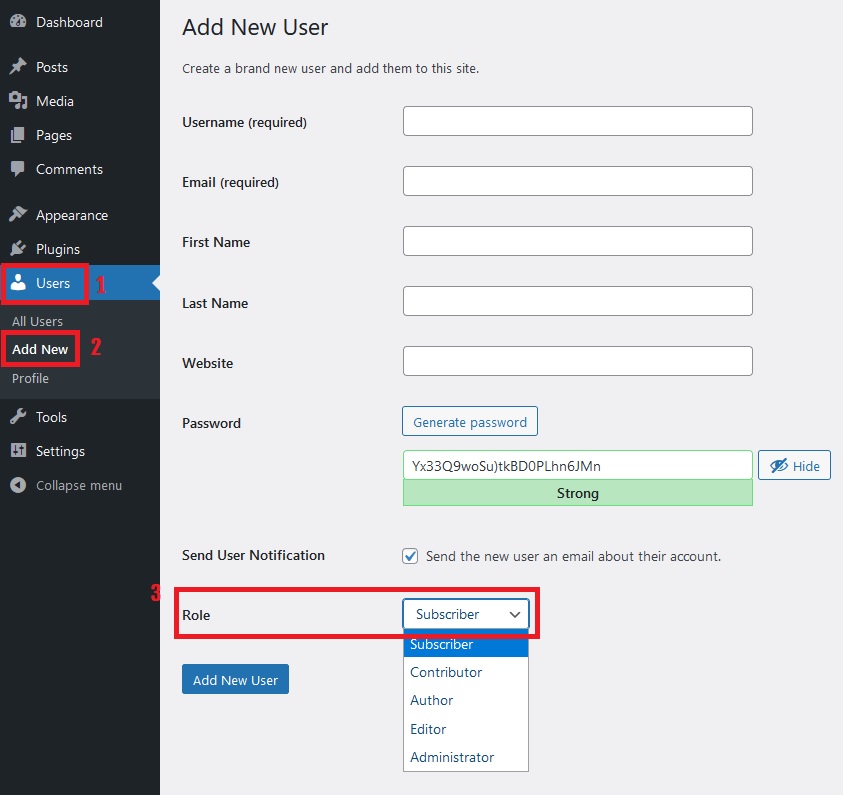 Dashboard
Posts
Media
Pages
Comments
Appearance
Plugins
Users 1
All Users
Add New 2
Profile
Tools
Settings
Collapse menu
Add New User
Create a brand new user and add them to this site.
Username (required)
Email (required)
First Name
Last Name
Website
Password Generate password
Yx33Q9woSu)tkBD0PLhn6JMn Hide
Strong
Send User Notification Send the new user an email about their account.
3 Role Subscriber
Subscriber
Contributor
Author
Editor
Administrator
Add New User